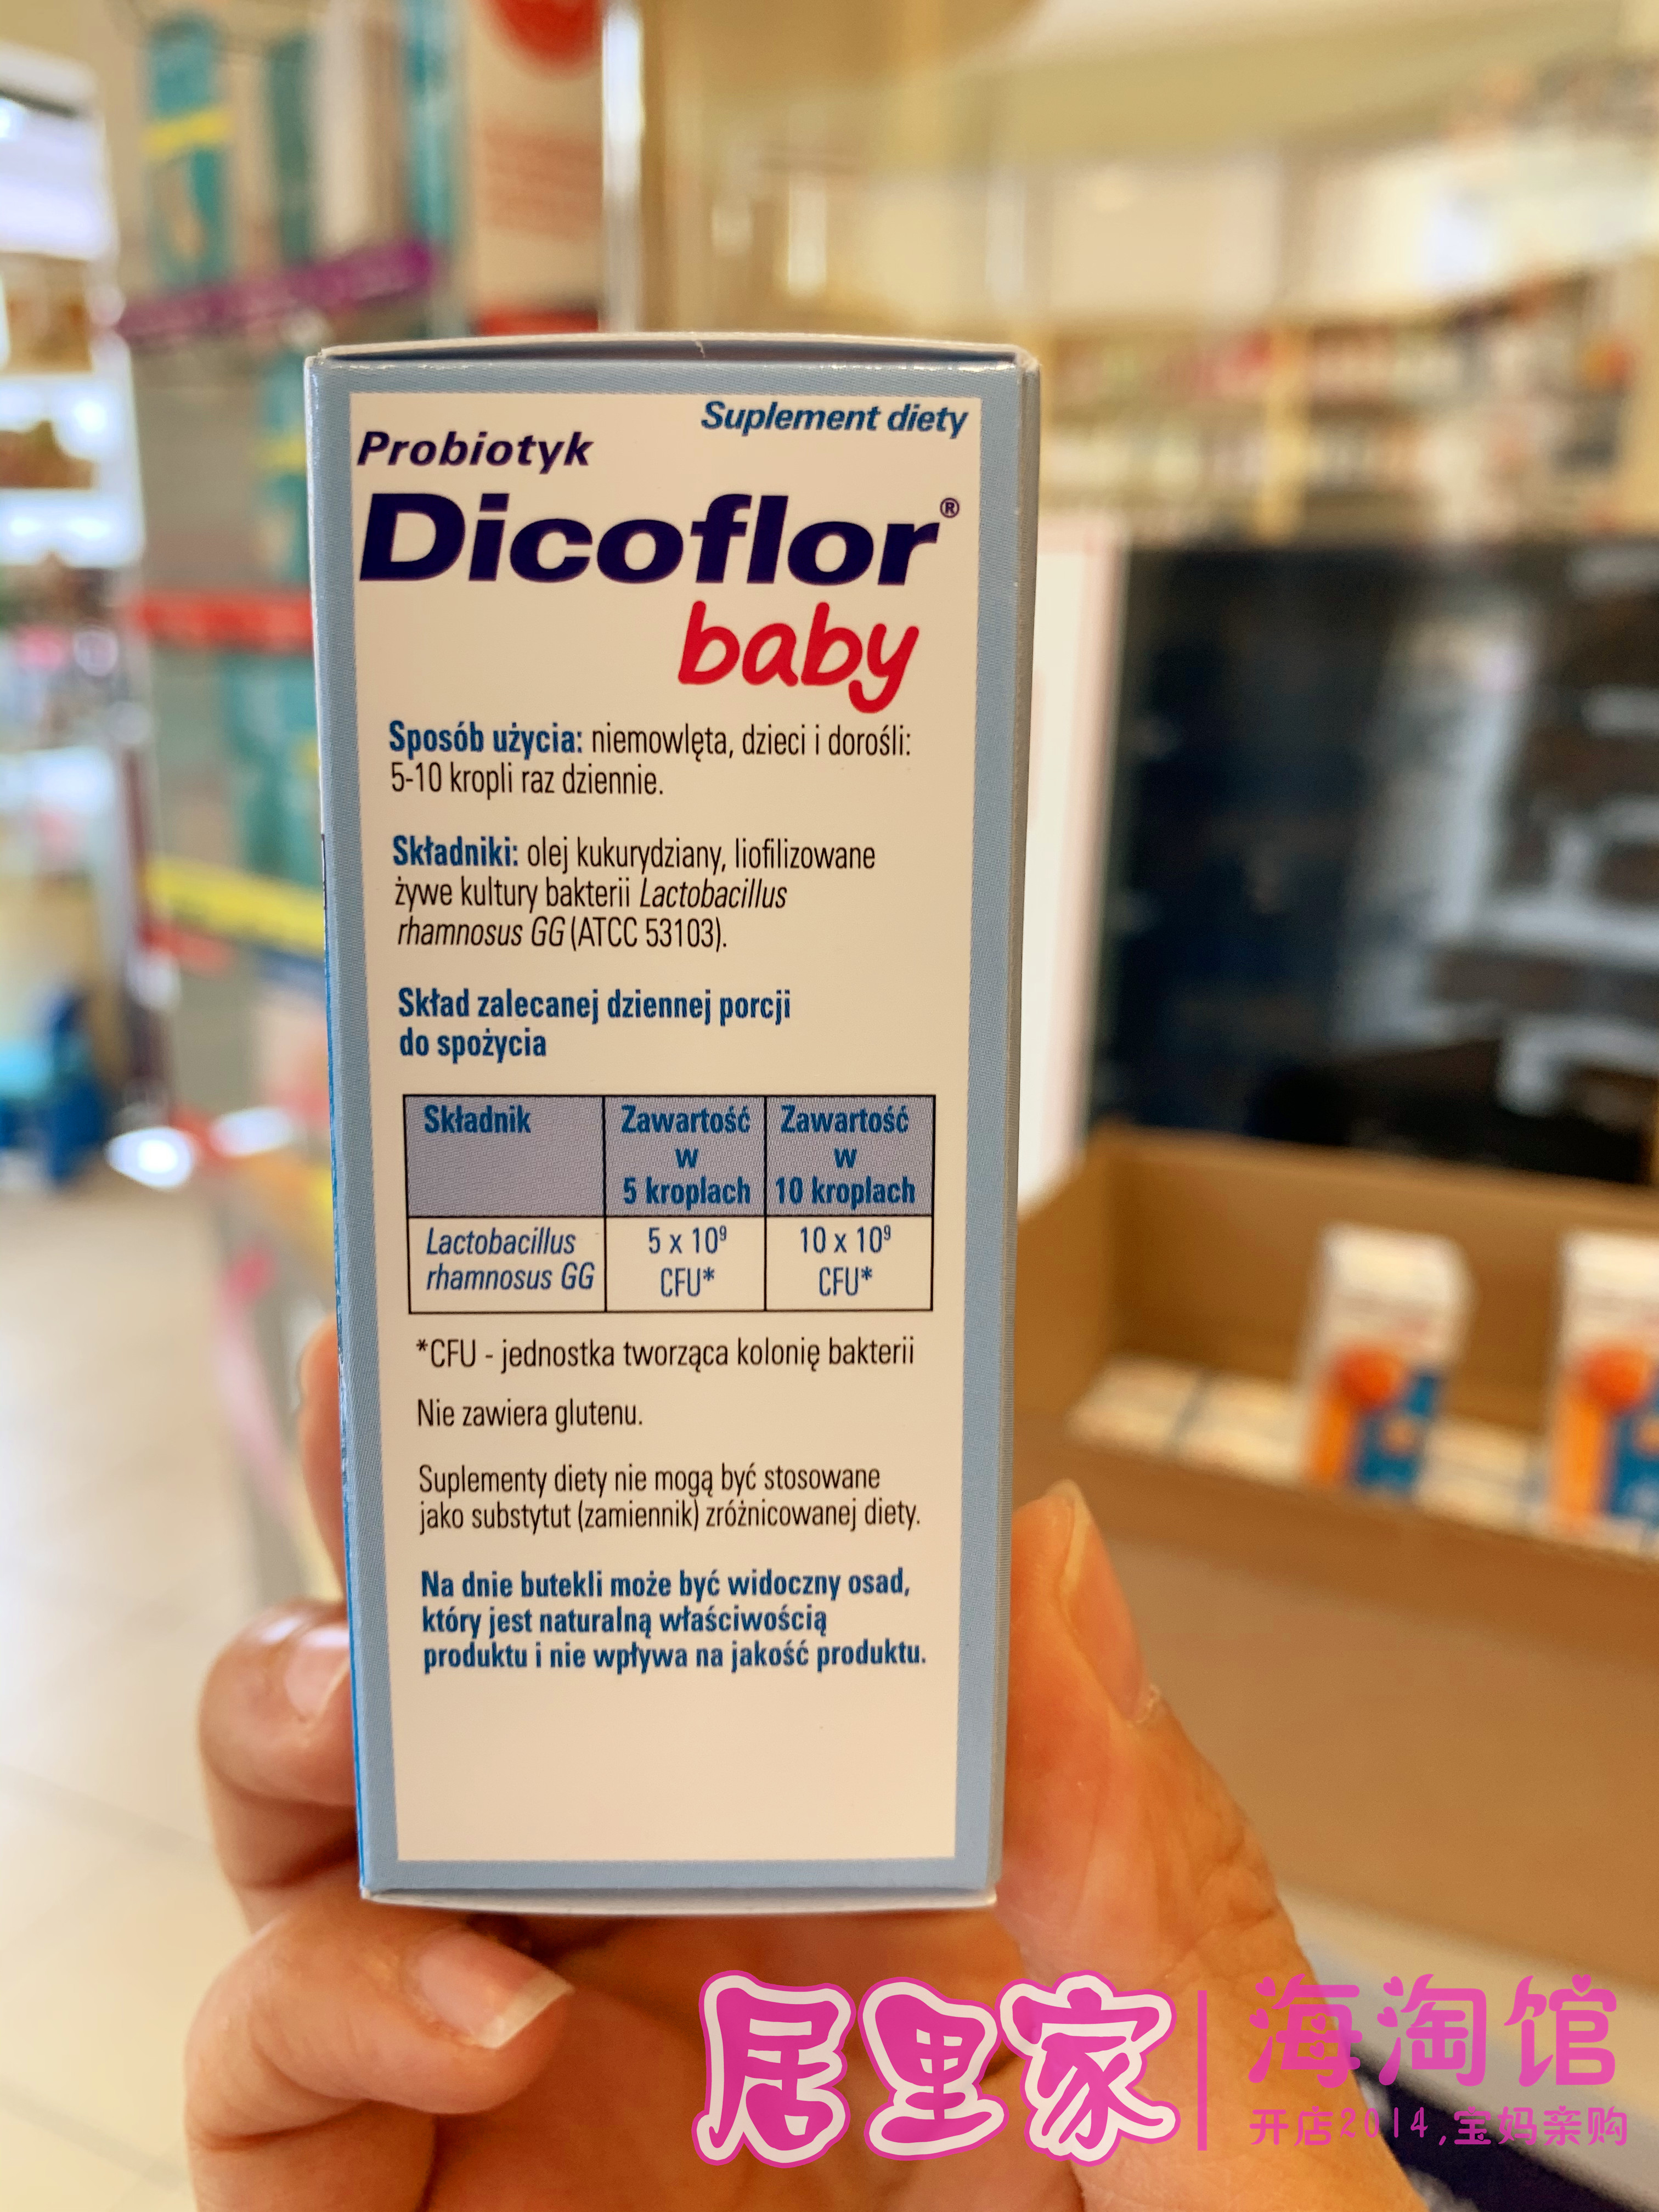 Suplement diety
Probiotyk
Dicoflor®
baby
Sposób użycia: niemowlęta, dzieci i dorośli:
5-10 kropli raz dziennie.
Składniki: olej kukurydziany, liofilizowane
żywe kultury bakterii Lactobacillus
rhamnosus GG (ATCC 53103).
Skład zalecanej dziennej porcji
do spożycia
Składnik
Zawartość
w
5 kroplach
Zawartość
w
10 kroplach
Lactobacillus
rhamnosus GG
5 x 10⁹
CFU*
10 x 10⁹
CFU*
*CFU - jednostka tworząca kolonię bakterii
Nie zawiera glutenu.
Suplementy diety nie mogą być stosowane
jako substytut (zamiennik) zróżnicowanej diety.
Na dnie butekli może być widoczny osad,
który jest naturalną właściwością
produktu i nie wpływa na jakość produktu.
居里家|海淘馆
开店2014,宝妈亲购